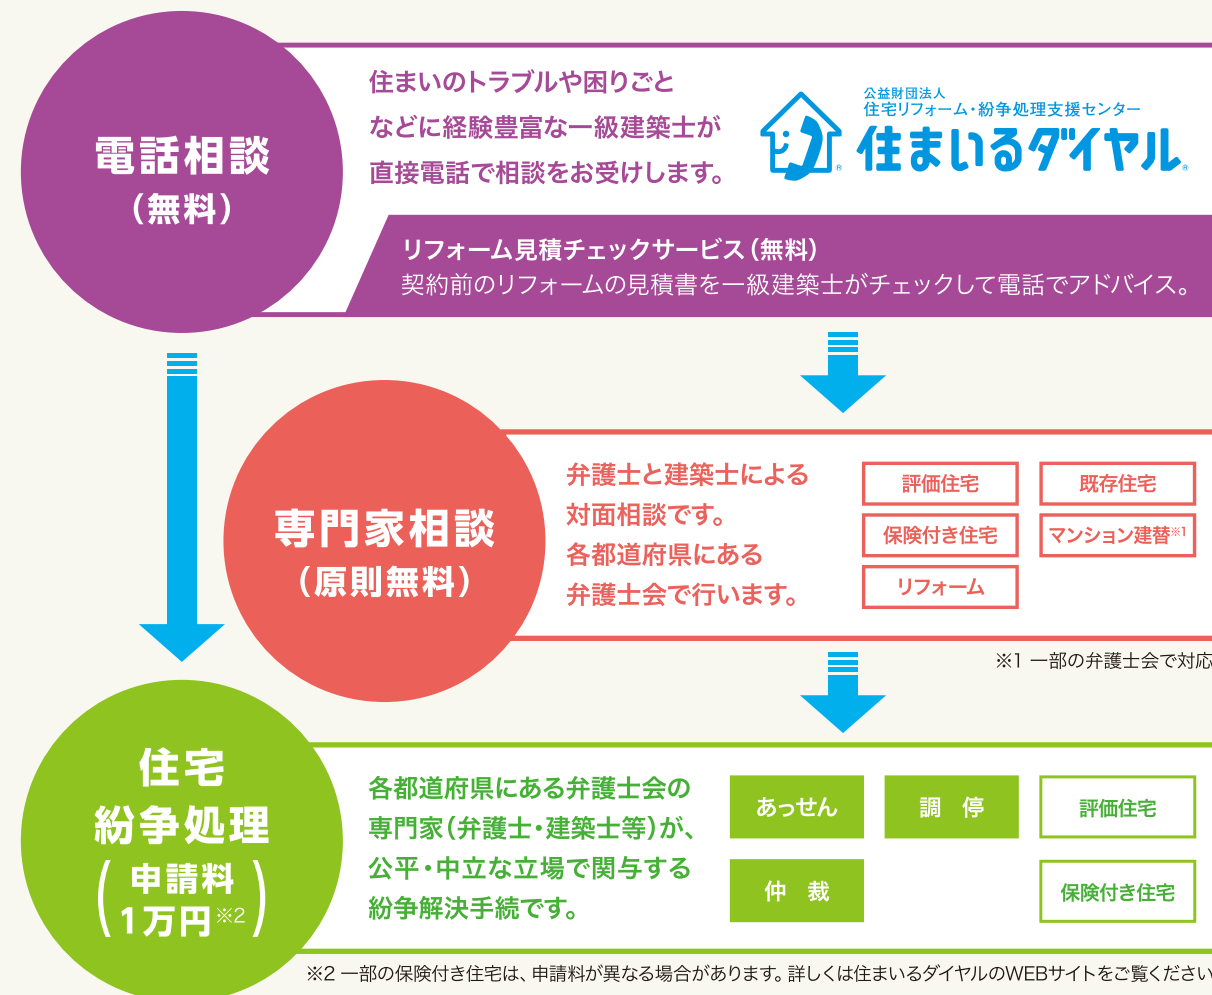 電話相談
（無料）
住まいのトラブルや困りごと
などに経験豊富な一級建築士が
直接電話で相談をお受けします。
公益財団法人
住宅リフォーム・紛争処理支援センター
住まいるダイヤル®
リフォーム見積チェックサービス（無料）
契約前のリフォームの見積書を一級建築士がチェックして電話でアドバイス。
専門家相談
（原則無料）
弁護士と建築士による
対面相談です。
各都道府県にある
弁護士会で行います。
評価住宅
既存住宅
保険付き住宅
マンション建替※1
リフォーム
※1 一部の弁護士会で対応
住宅
紛争処理
（申請料
1万円※2）
各都道府県にある弁護士会の
専門家（弁護士・建築士等）が、
公平・中立な立場で関与する
紛争解決手続です。
あっせん
調 停
評価住宅
仲 裁
保険付き住宅
※2 一部の保険付き住宅は、申請料が異なる場合があります。詳しくは住まいるダイヤルのWEBサイトをご覧ください